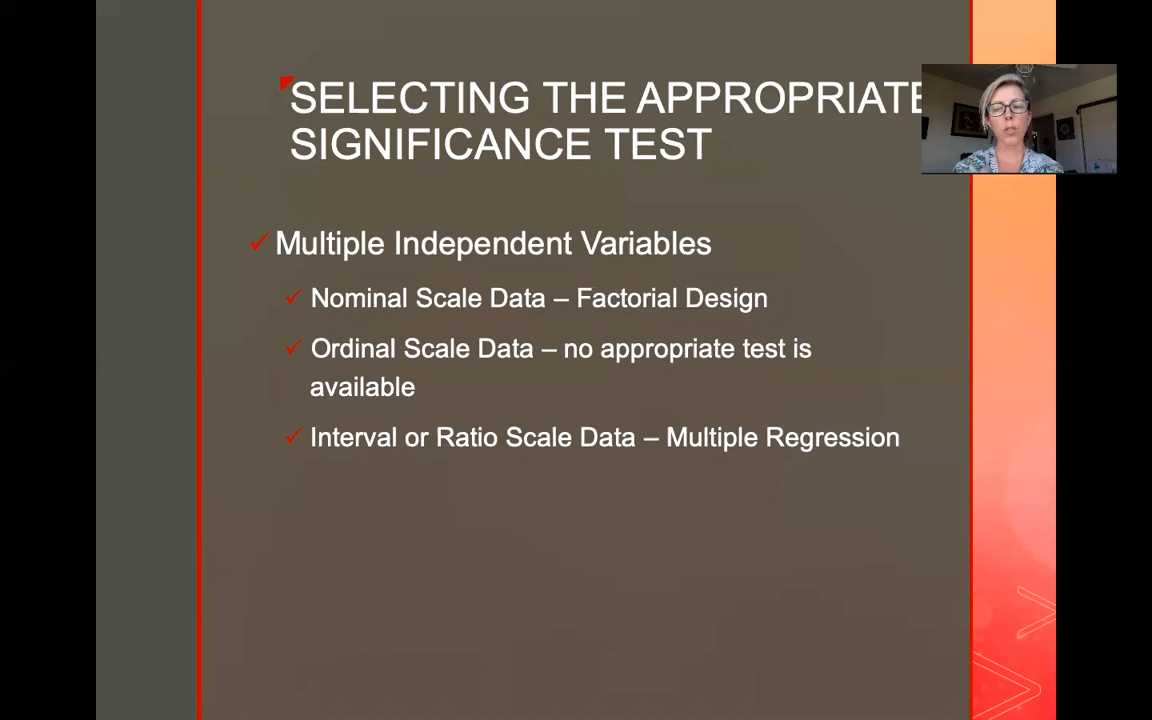 SELECTING THE APPROPRIATE
SIGNIFICANCE TEST
✓ Multiple Independent Variables
✓ Nominal Scale Data – Factorial Design
✓ Ordinal Scale Data – no appropriate test is
available
✓ Interval or Ratio Scale Data – Multiple Regression